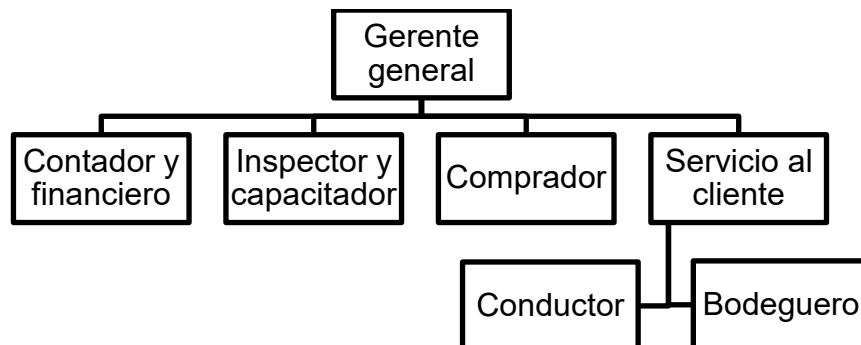 Gerente
general
Contador y
financiero
Inspector y
capacitador
Comprador
Servicio al
cliente
Conductor
Bodeguero